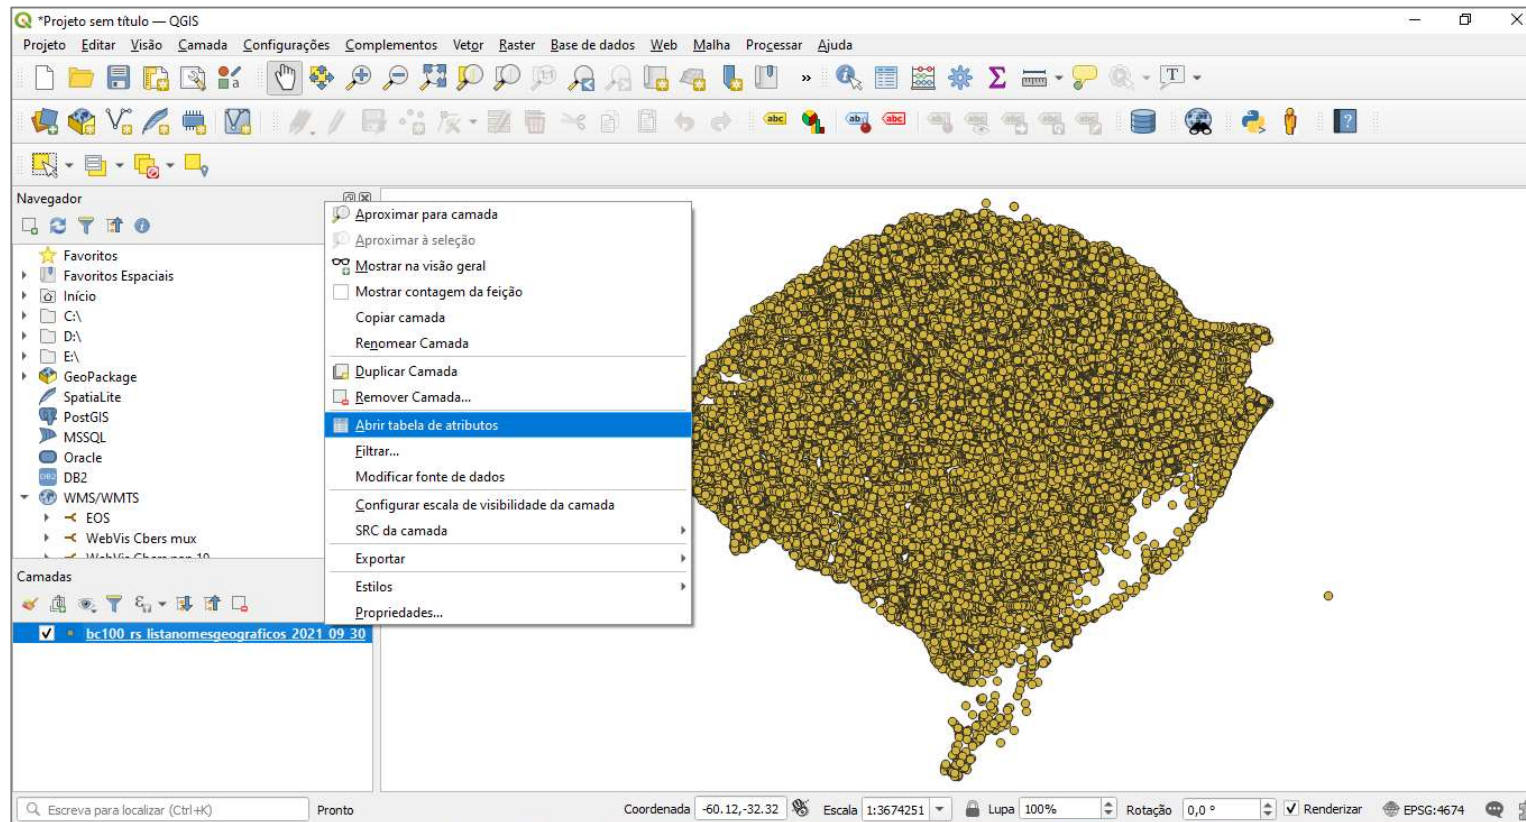 *Projeto sem título — QGIS
Projeto Editar Visão Camada Configurações Complementos Vetor Raster Base de dados Web Malha Processar Ajuda
Navegador
Favoritos
Favoritos Espaciais
Início
C:\
D:\
E:\
GeoPackage
SpatiaLite
PostGIS
MSSQL
Oracle
DB2
WMS/WMTS
EOS
WebVis Cbers mux
WebVis Cbers pan 10
Aproximar para camada
Aproximar à seleção
Mostrar na visão geral
Mostrar contagem da feição
Copiar camada
Renomear Camada
Duplicar Camada
Remover Camada...
Abrir tabela de atributos
Filtrar...
Modificar fonte de dados
Configurar escala de visibilidade da camada
SRC da camada
Exportar
Estilos
Propriedades...
Camadas
bc100_rs_listanomesgeograficos_2021_09_30
Escreva para localizar (Ctrl+K) Pronto Coordenada -60.12,-32.32 Escala 1:3674251 Lupa 100% Rotação 0,0 ° Renderizar EPSG:4674